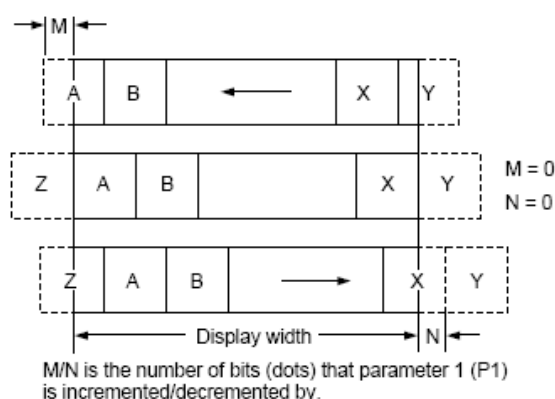 M
A B X Y
Z A B X Y M = 0
N = 0
Z A B X Y
Display width N
M/N is the number of bits (dots) that parameter 1 (P1)
is incremented/decremented by.